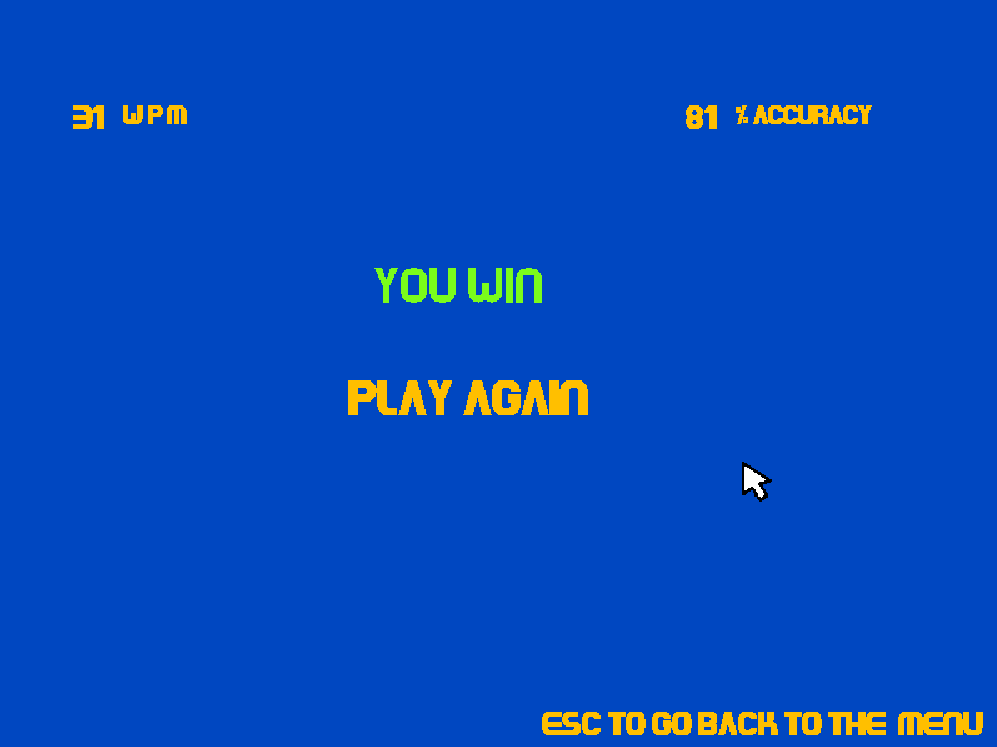 31 WPM
81 % ACCURACY
YOU WIN
PLAY AGAIN
ESC TO GO BACK TO THE MENU